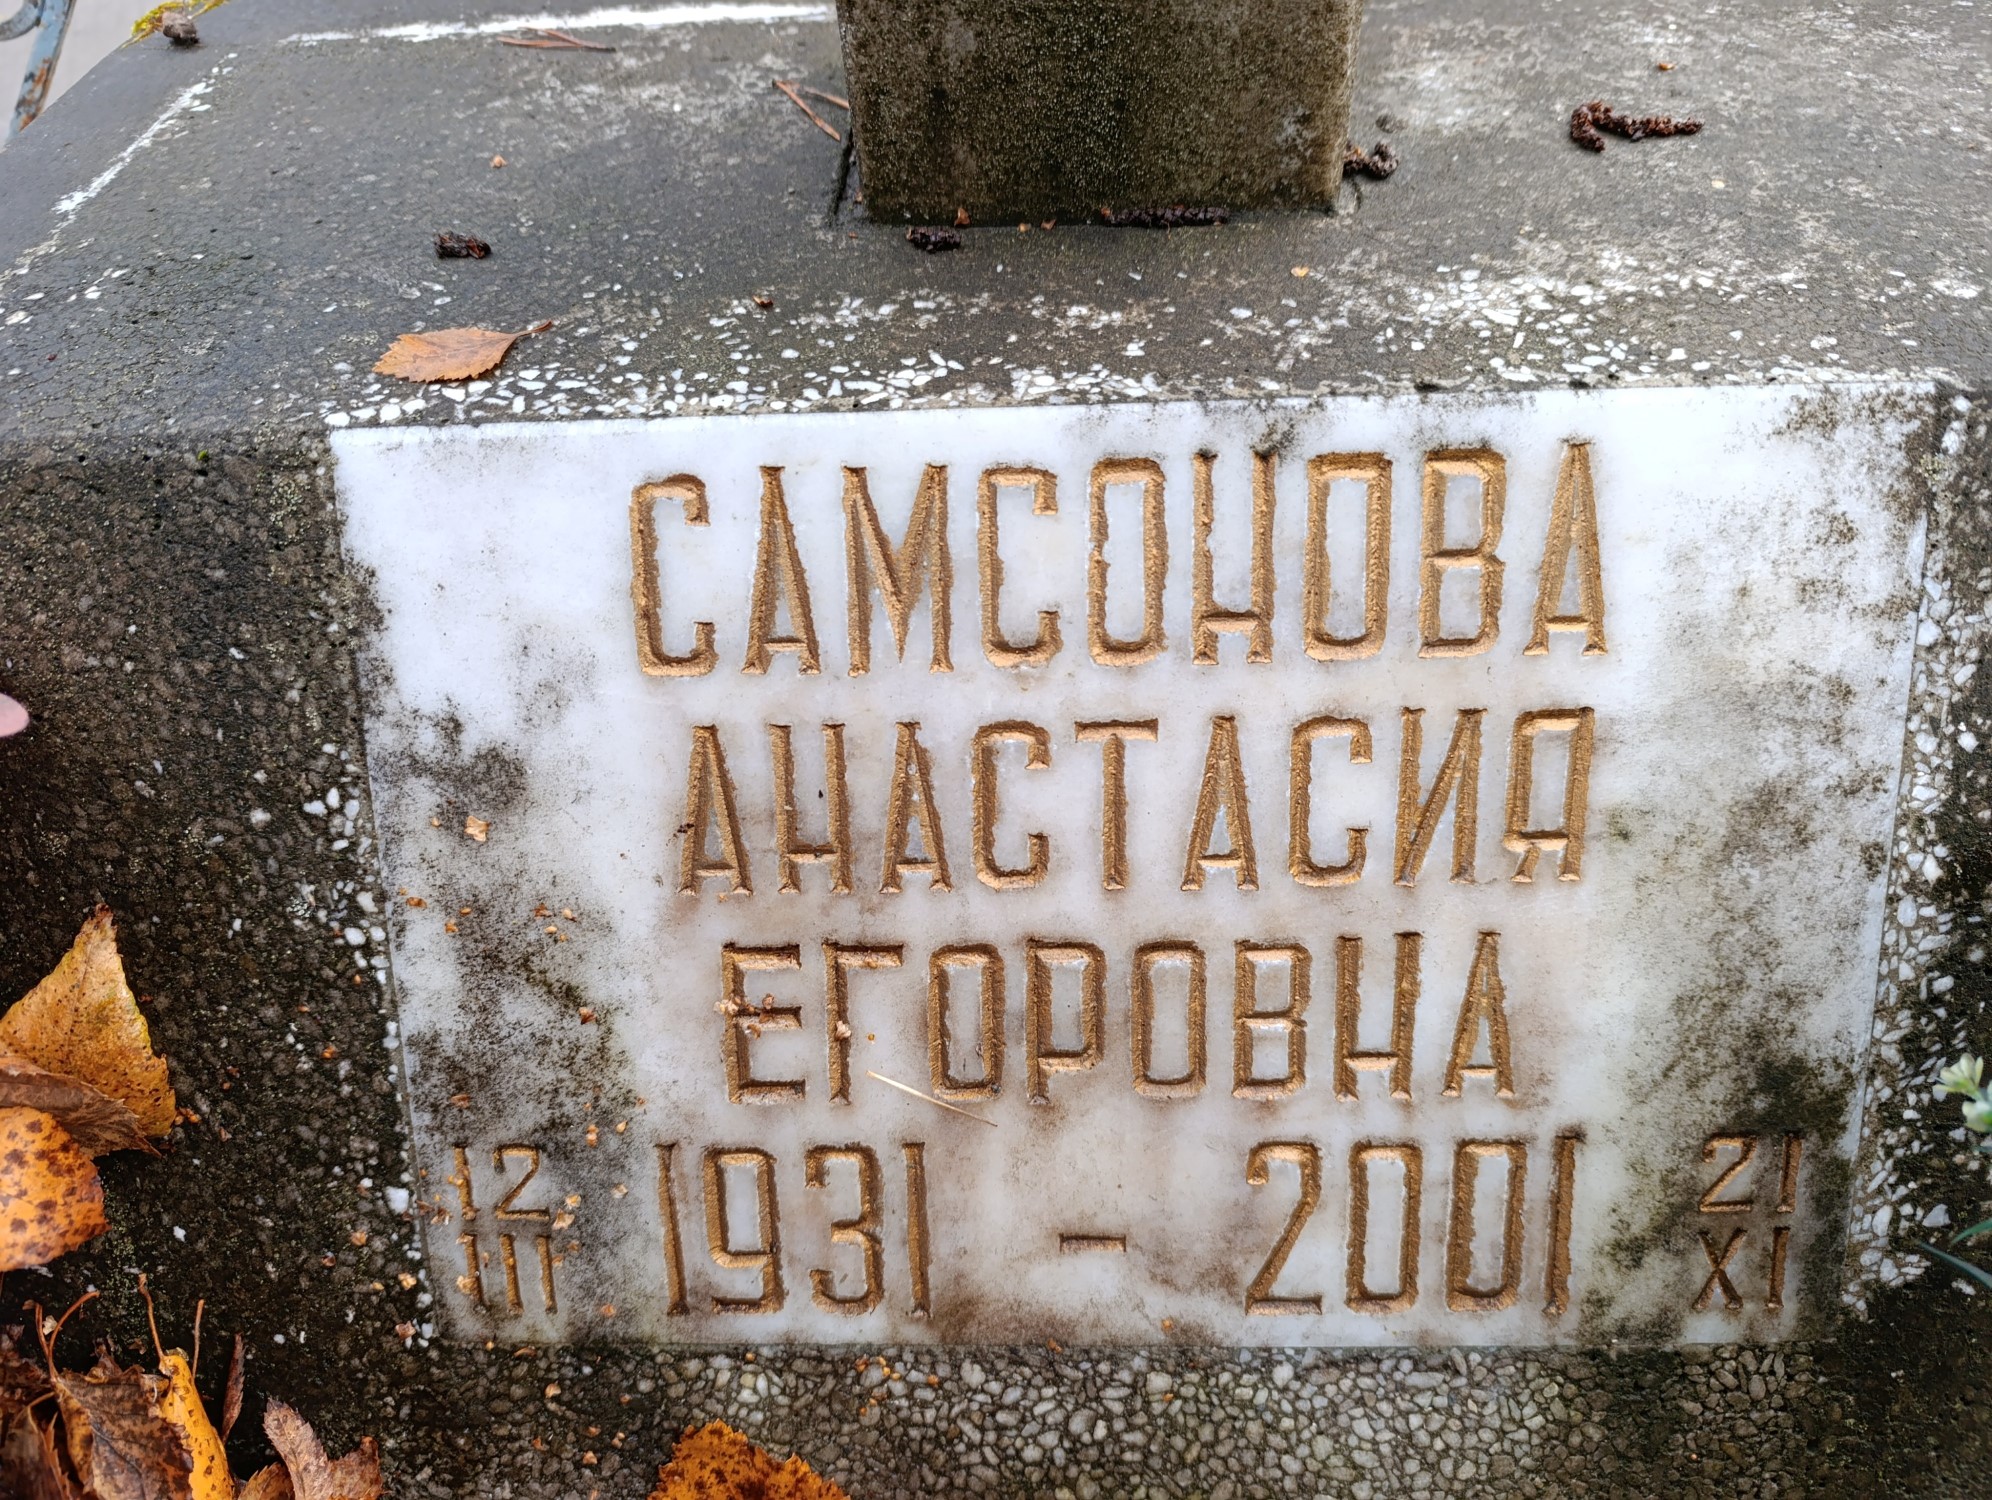 САМСОНОВА
АНАСТАСИЯ
ЕГОРОВНА
12 III 1931 - 2001 21 XI